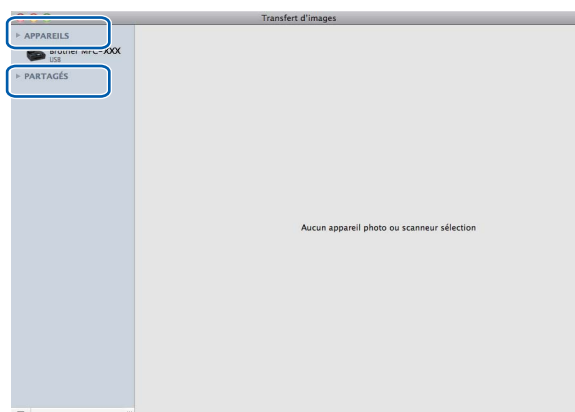 Transfert d'images
APPAREILS
Brother MFC-XXX
USB
PARTAGÉS
Aucun appareil photo ou scanneur sélection